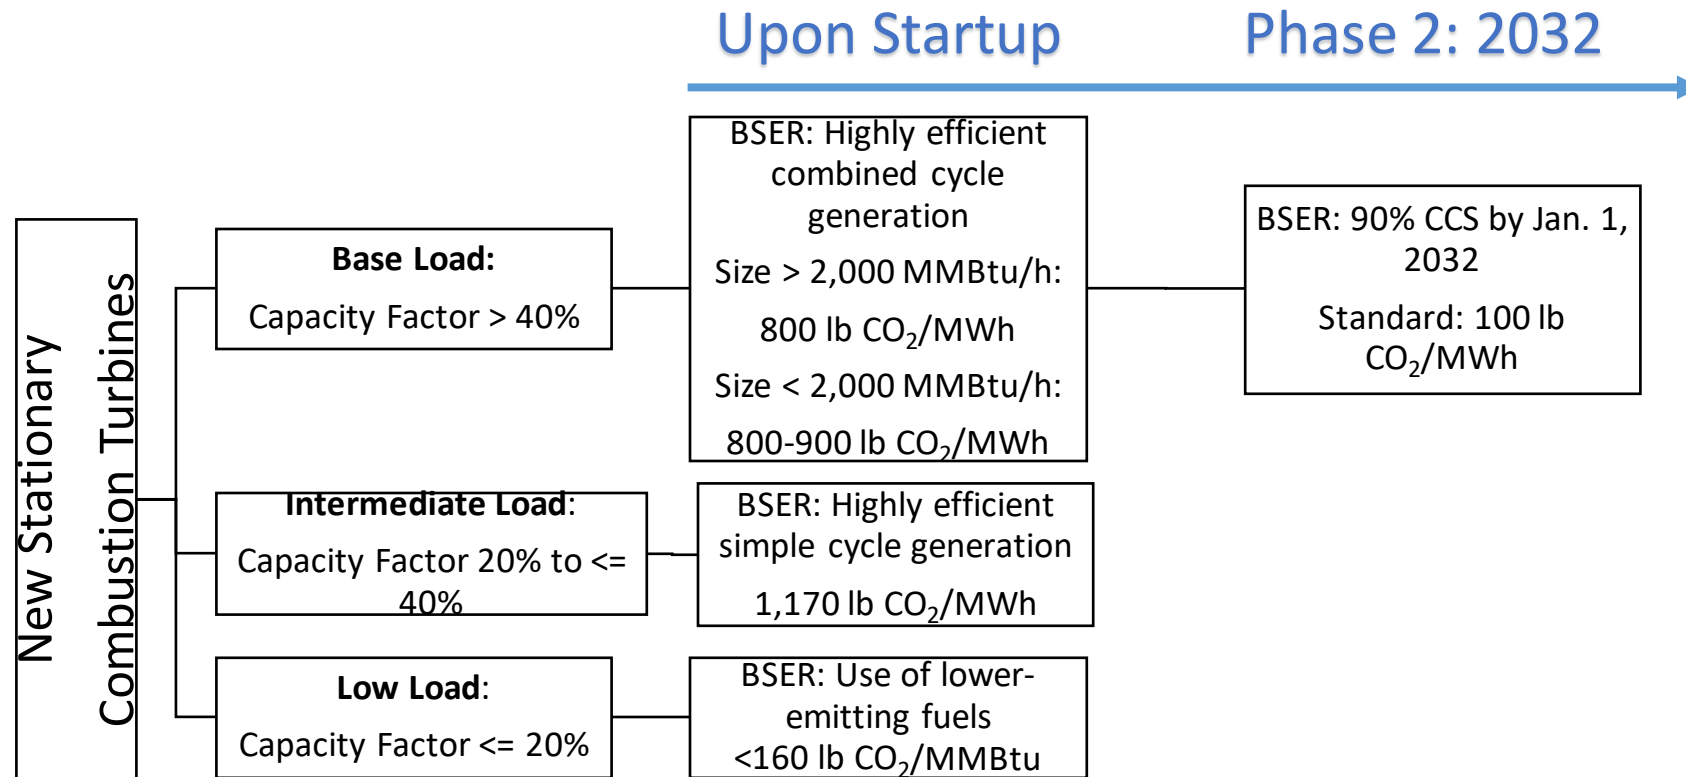 Upon Startup
Phase 2: 2032
New Stationary
Combustion Turbines
Base Load:
Capacity Factor > 40%
BSER: Highly efficient
combined cycle
generation
Size > 2,000 MMBtu/h:
800 lb CO₂/MWh
Size < 2,000 MMBtu/h:
800-900 lb CO₂/MWh
BSER: 90% CCS by Jan. 1,
2032
Standard: 100 lb
CO₂/MWh
Intermediate Load:
Capacity Factor 20% to <=
40%
BSER: Highly efficient
simple cycle generation
1,170 lb CO₂/MWh
Low Load:
Capacity Factor <= 20%
BSER: Use of lower-
emitting fuels
<160 lb CO₂/MMBtu